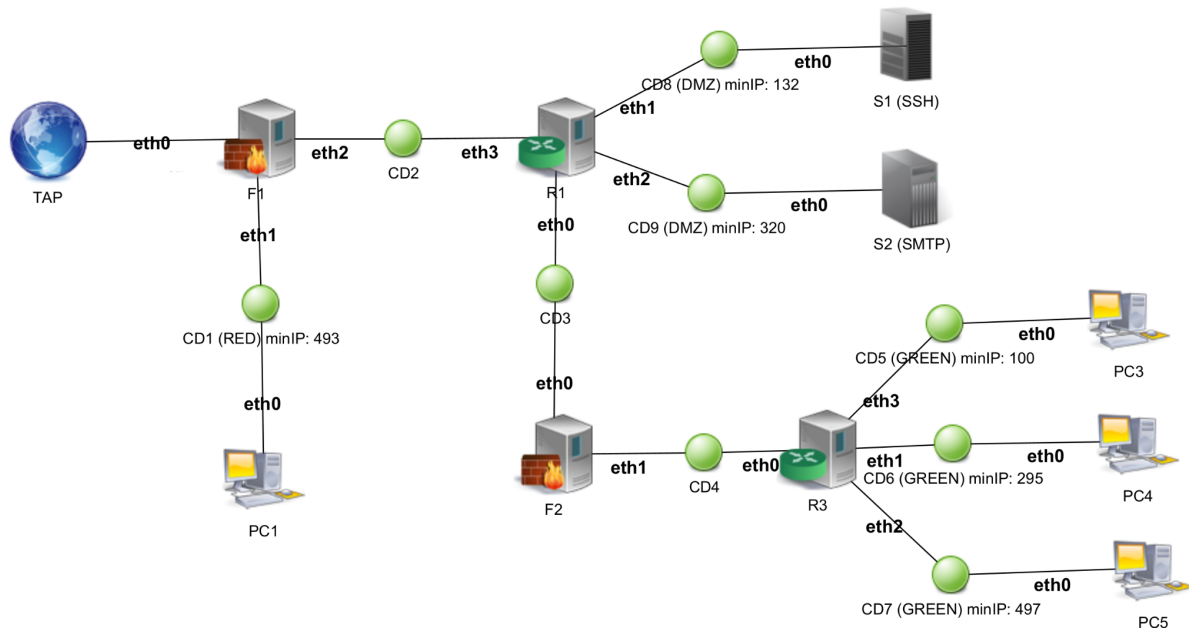 eth0
S1 (SSH)
CD8 (DMZ) minIP: 132
eth1
TAP
eth0
F1
eth2
CD2
eth3
R1
eth2
eth0
CD9 (DMZ) minIP: 320
S2 (SMTP)
eth1
eth0
CD1 (RED) minIP: 493
CD3
eth0
PC1
eth0
F2
eth1
CD4
eth0
R3
eth3
CD5 (GREEN) minIP: 100
eth0
PC3
eth1
CD6 (GREEN) minIP: 295
eth0
PC4
eth2
CD7 (GREEN) minIP: 497
eth0
PC5